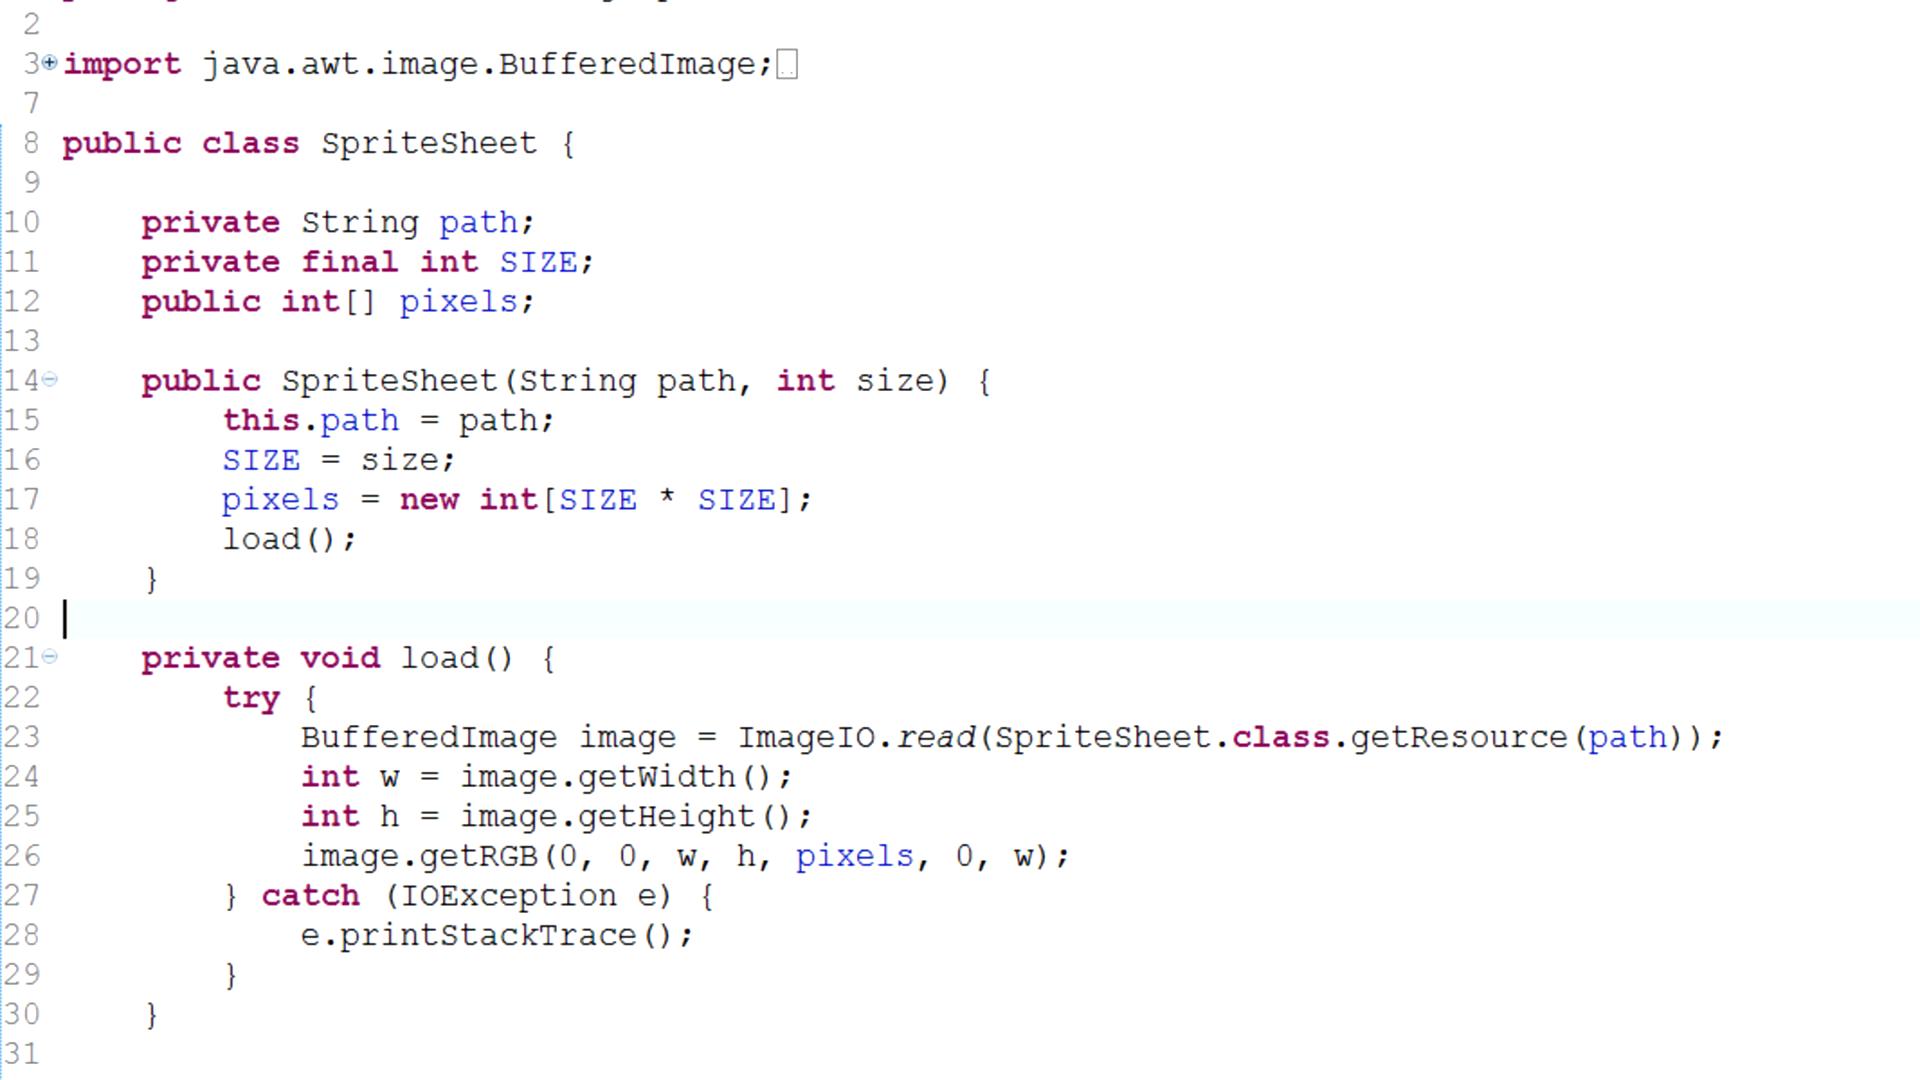 2
3 import java.awt.image.BufferedImage;
7
8 public class SpriteSheet {
9
10     private String path;
11     private final int SIZE;
12     public int[] pixels;
13
14     public SpriteSheet(String path, int size) {
15         this.path = path;
16         SIZE = size;
17         pixels = new int[SIZE * SIZE];
18         load();
19     }
20
21     private void load() {
22         try {
23             BufferedImage image = ImageIO.read(SpriteSheet.class.getResource(path));
24             int w = image.getWidth();
25             int h = image.getHeight();
26             image.getRGB(0, 0, w, h, pixels, 0, w);
27         } catch (IOException e) {
28             e.printStackTrace();
29         }
30     }
31